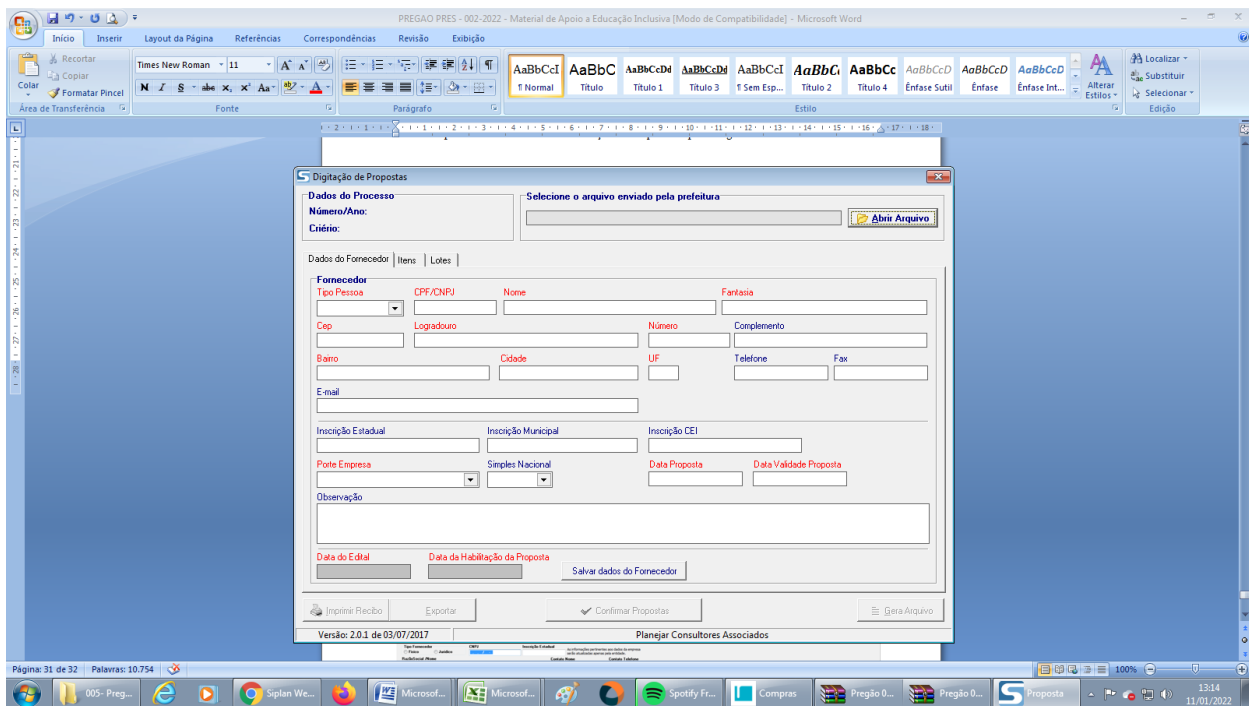 PREGAO PRES - 002-2022 - Material de Apoio a Educação Inclusiva [Modo de Compatibilidade] - Microsoft Word
Início Inserir Layout da Página Referências Correspondências Revisão Exibição
Colar
Recortar
Copiar
Formatar Pincel
Área de Transferência
Times New Roman 11
N I S abe x, x² Aa
Fonte
Parágrafo
AaBbCcI AaBbC AaBbCcDd AaBbCcDd AaBbCcI AaBbCc AaBbCc AaBbCcD AaBbCcD AaBbCcD
¶ Normal Título Título 1 Título 3 ¶ Sem Esp... Título 2 Título 4 Ênfase Sutil Ênfase Ênfase Int...
Alterar Estilos
Estilo
Localizar
Substituir
Selecionar
Edição
Digitação de Propostas
Dados do Processo
Número/Ano:
Criério:
Selecione o arquivo enviado pela prefeitura
Abrir Arquivo
Dados do Fornecedor Itens Lotes
Fornecedor
Tipo Pessoa CPF/CNPJ Nome Fantasia
Cep Logradouro Número Complemento
Bairro Cidade UF Telefone Fax
E-mail
Inscrição Estadual Inscrição Municipal Inscrição CEI
Porte Empresa Simples Nacional Data Proposta Data Validade Proposta
Observação
Data do Edital Data da Habilitação da Proposta
Salvar dados do Fornecedor
Imprimir Recibo Exportar Confirmar Propostas Gera Arquivo
Versão: 2.0.1 de 03/07/2017 Planejar Consultores Associados
Página: 31 de 32 Palavras: 10.754 100%
005- Preg... Siplan We... Microsof... Microsof... Spotify Fr... Compras Pregão 0... Pregão 0... Proposta
13:14
11/01/2022